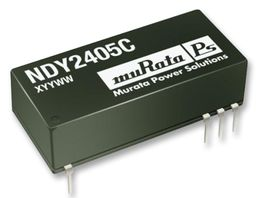 NDY2405C
XYYWW
muRata Ps
Murata Power Solutions